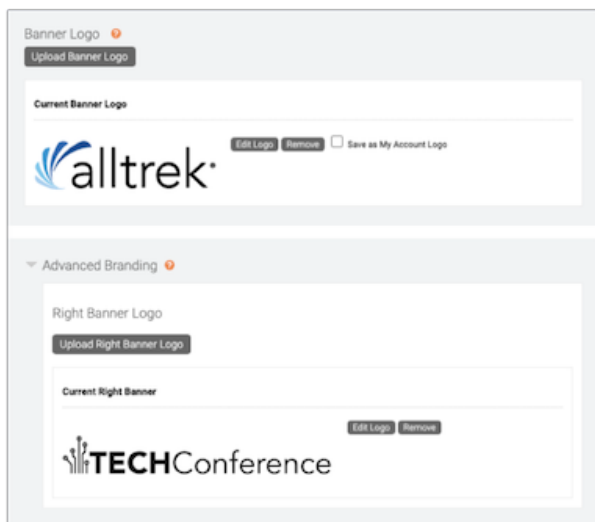 Banner Logo
Upload Banner Logo
Current Banner Logo
alltrek
Edit Logo Remove Save as My Account Logo
Advanced Branding
Right Banner Logo
Upload Right Banner Logo
Current Right Banner
Edit Logo Remove
TECHConference